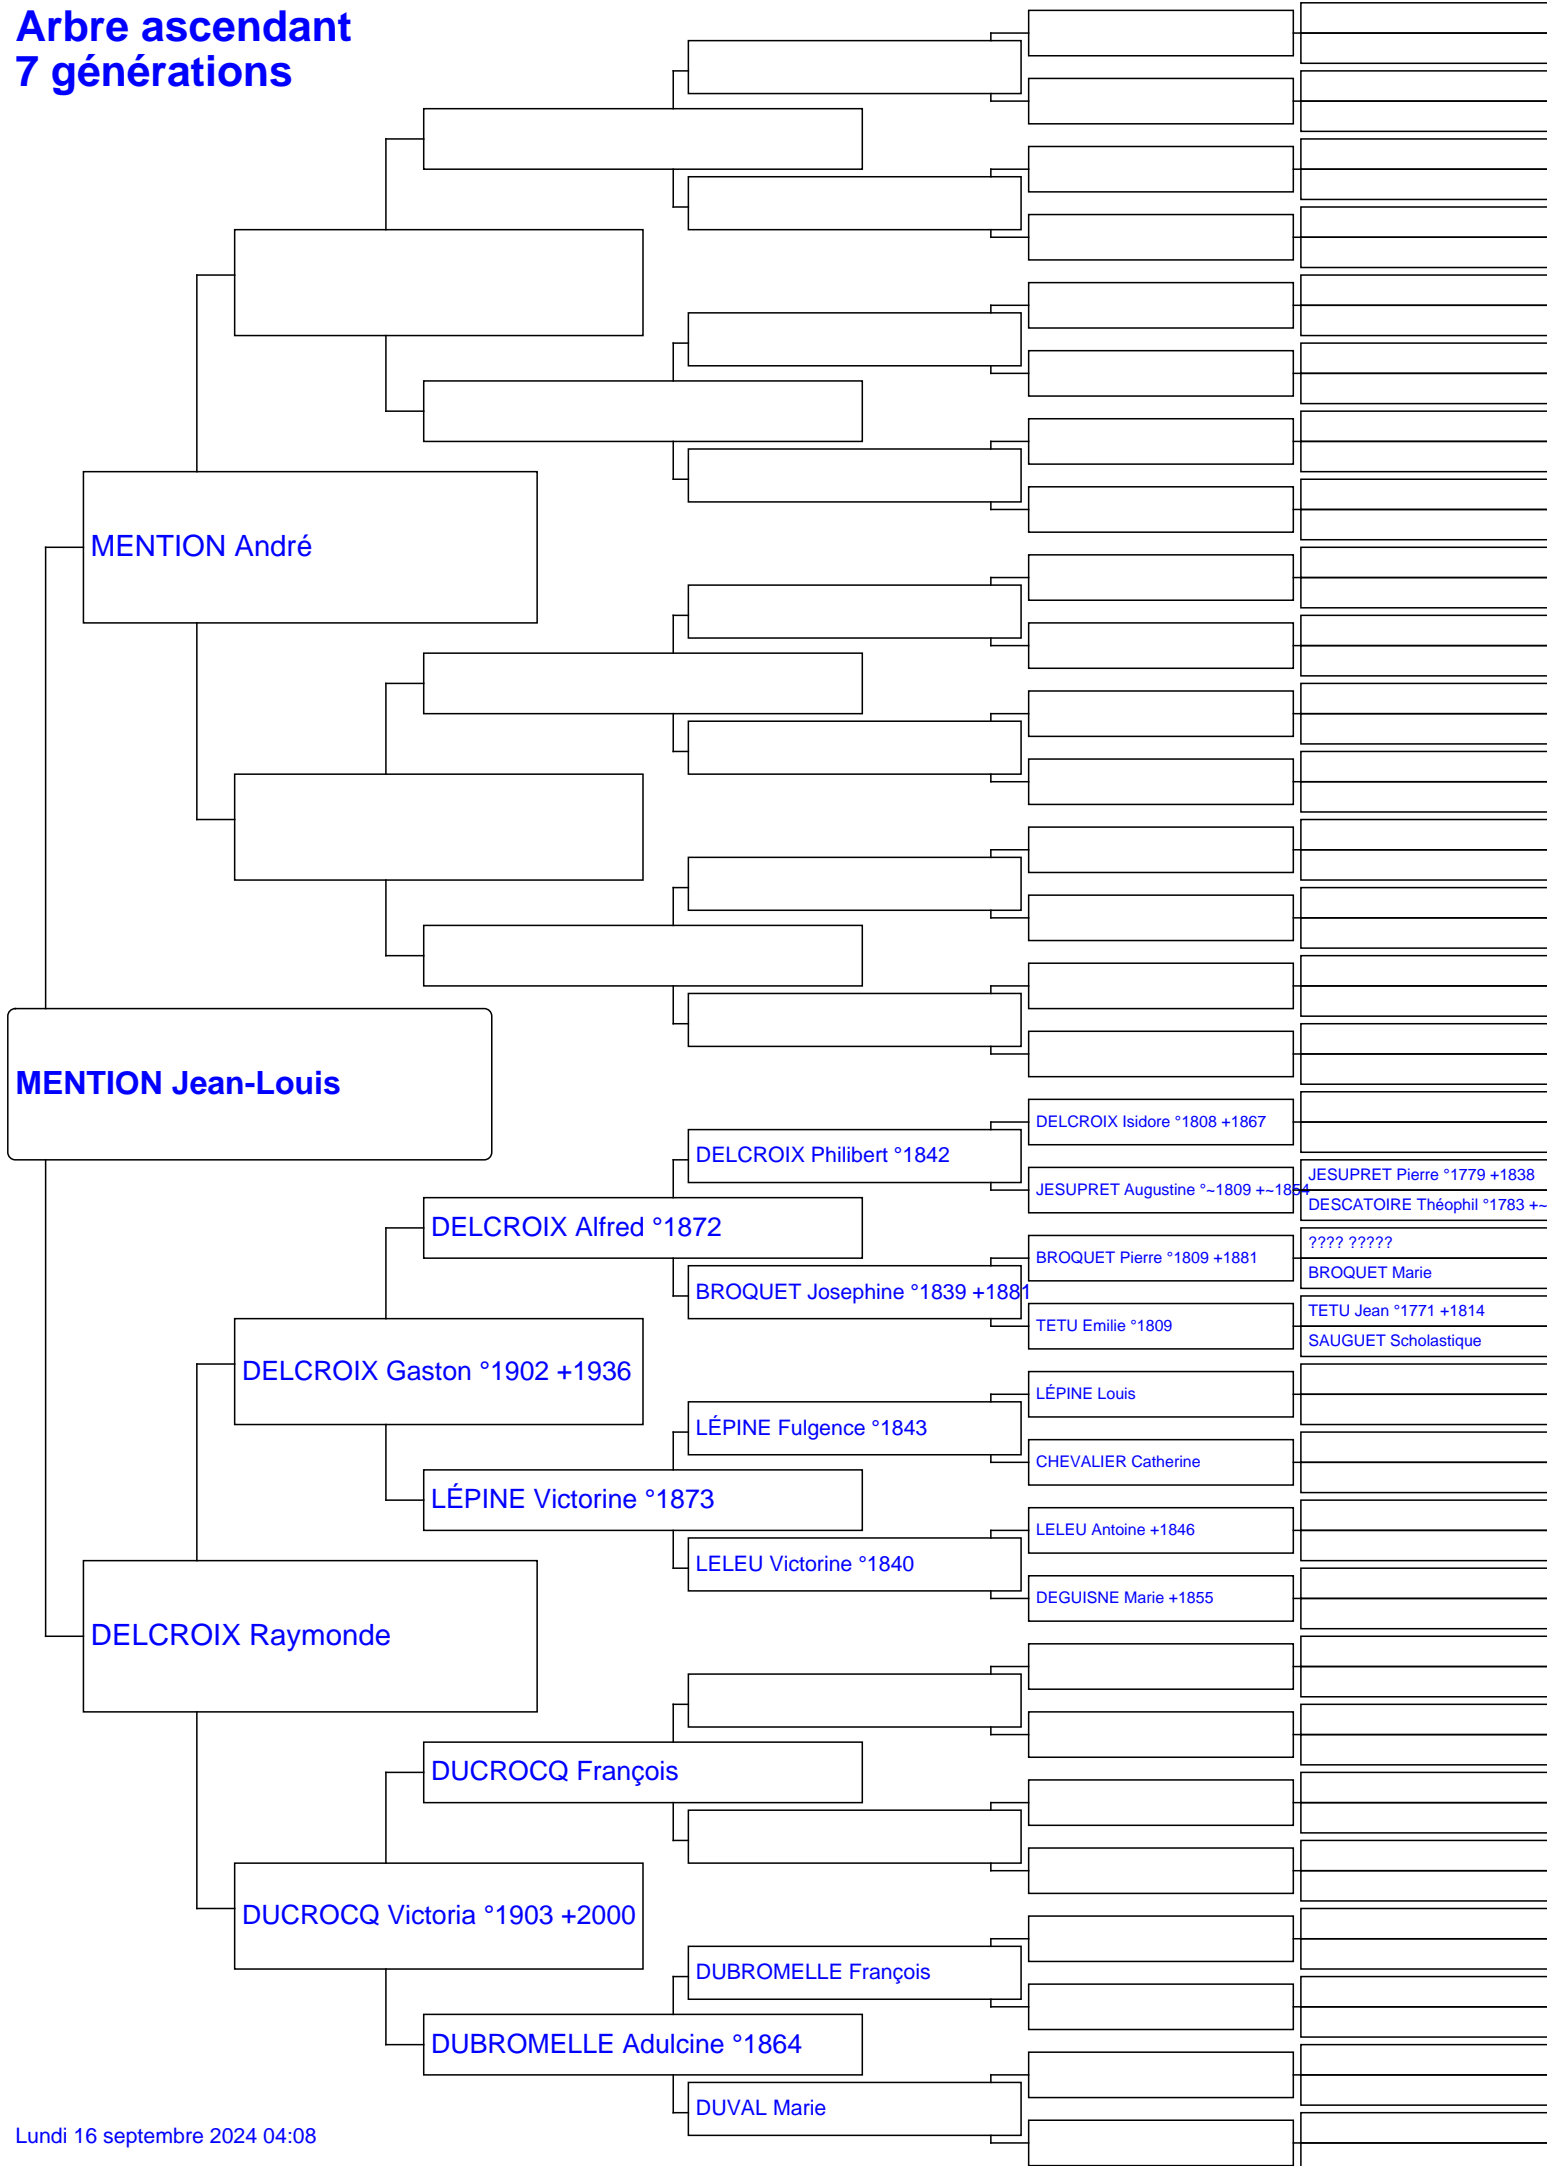 Arbre ascendant
7 générations
MENTION André
MENTION Jean-Louis
DELCROIX Isidore °1808 +1867
DELCROIX Philibert °1842
JESUPRET Pierre °1779 +1838
JESUPRET Augustine °~1809 +~1854
DESCATOIRE Théophil °1783 +~
DELCROIX Alfred °1872
???? ?????
BROQUET Pierre °1809 +1881
BROQUET Marie
BROQUET Josephine °1839 +1881
TETU Jean °1771 +1814
TETU Emilie °1809
SAUGUET Scholastique
DELCROIX Gaston °1902 +1936
LÉPINE Louis
LÉPINE Fulgence °1843
CHEVALIER Catherine
LÉPINE Victorine °1873
LELEU Antoine +1846
LELEU Victorine °1840
DEGUISNE Marie +1855
DELCROIX Raymonde
DUCROCQ François
DUCROCQ Victoria °1903 +2000
DUBROMELLE François
DUBROMELLE Adulcine °1864
DUVAL Marie
Lundi 16 septembre 2024 04:08